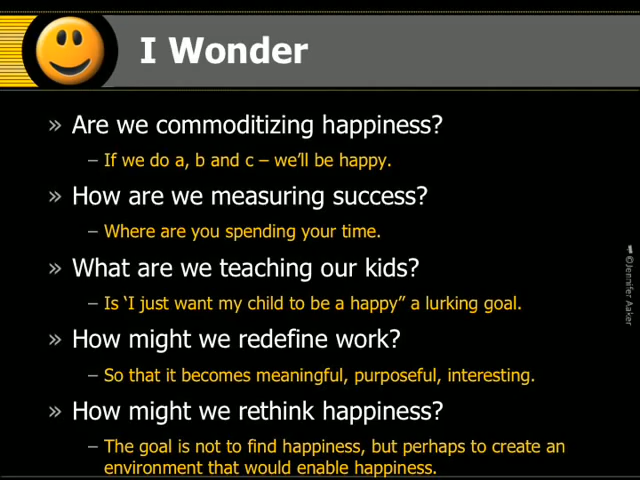 I Wonder
» Are we commoditizing happiness?
– If we do a, b and c – we'll be happy.
» How are we measuring success?
– Where are you spending your time.
» What are we teaching our kids?
– Is ‘I just want my child to be a happy” a lurking goal.
» How might we redefine work?
– So that it becomes meaningful, purposeful, interesting.
» How might we rethink happiness?
– The goal is not to find happiness, but perhaps to create an
environment that would enable happiness.
©Jennifer Aaker